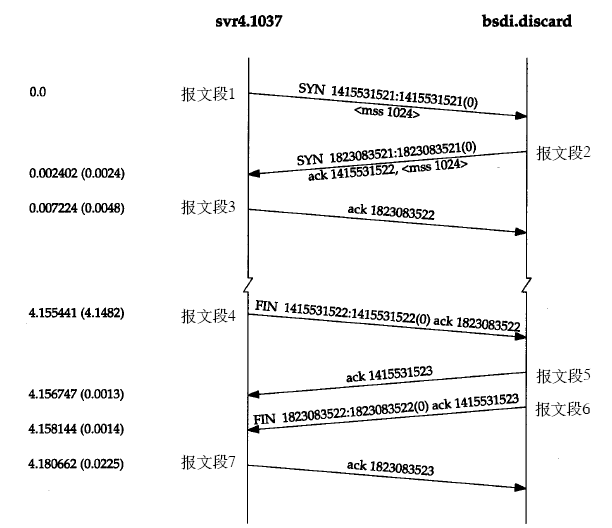 svr4.1037 bsdi.discard
0.0 报文段1 SYN 1415531521:1415531521(0)
<mss 1024>
SYN 1823083521:1823083521(0) 报文段2
0.002402 (0.0024) ack 1415531522, <mss 1024>
0.007224 (0.0048) 报文段3 ack 1823083522
4.155441 (4.1482) 报文段4 FIN 1415531522:1415531522(0) ack 1823083522
ack 1415531523 报文段5
4.156747 (0.0013)
FIN 1823083522:1823083522(0) ack 1415531523 报文段6
4.158144 (0.0014)
4.180662 (0.0225) 报文段7 ack 1823083523